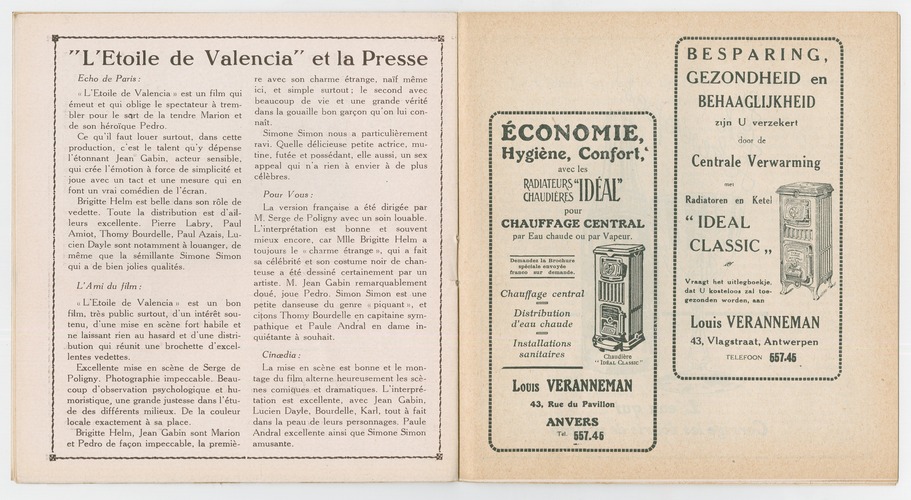 "L'Etoile de Valencia" et la Presse
Echo de Paris :
« L'Etoile de Valencia » est un film qui
émeut et qui oblige le spectateur à trem-
bler pour le sort de la tendre Marion et
de son héroïque Pedro.
Ce qu'il faut louer surtout, dans cette
production, c'est le talent qu'y dépense
l'étonnant Jean Gabin, acteur sensible,
qui crée l'émotion à force de simplicité et
joue avec un tact et une mesure qui en
font un vrai comédien de l'écran.
Brigitte Helm est belle dans son rôle de
vedette. Toute la distribution est d'ail-
leurs excellente. Pierre Labry, Paul
Amiot, Thomy Bourdelle, Paul Azaïs, Lu-
cien Dayle sont notamment à louanger, de
même que la sémillante Simone Simon
qui a de bien jolies qualités.
L'Ami du film :
« L'Etoile de Valencia » est un bon
film, très public surtout, d'un intérêt sou-
tenu, d'une mise en scène fort habile et
ne laissant rien au hasard et d'une distri-
bution qui réunit une brochette d'excel-
lentes vedettes.
Excellente mise en scène de Serge de
Poligny. Photographie impeccable. Beau-
coup d'observation psychologique et hu-
moristique, une grande justesse dans l'étu-
de des différents milieux. De la couleur
locale exactement à sa place.
Brigitte Helm, Jean Gabin sont Marion
et Pedro de façon impeccable, la premiè-
re avec son charme étrange, naïf même
ici, et simple surtout ; le second avec
beaucoup de vie et une grande vérité
dans la gouille bon garçon qu'on lui con-
naît.
Simone Simon nous a particulièrement
ravi. Quelle délicieuse petite actrice, mu-
tine, futée et possédant, elle aussi, un sex
appeal qui n'a rien à envier à de plus
célèbres.
Pour Vous :
La version française a été dirigée par
M. Serge de Poligny avec un soin louable.
L'interprétation est bonne et souvent
mieux encore, car Mlle Brigitte Helm a
toujours le « charme étrange », qui a fait
sa célébrité et son costume noir de chan-
teuse a été dessiné certainement par un
artiste. M. Jean Gabin remarquablement
doué, joue Pedro. Simon Simon est une
petite danseuse du genre « piquant », et
citons Thomy Bourdelle en capitaine sym-
pathique et Paule Andral en dame in-
quiétante à souhait.
Cinædia :
La mise en scène est bonne et le mon-
tage du film alterne heureusement les scè-
nes comiques et dramatiques. L'interpré-
tation est excellente, avec Jean Gabin,
Lucien Dayle, Bourdelle, Karl, tout à fait
dans la peau de leurs personnages. Paule
Andral excellente ainsi que Simone Simon
amusante.
ÉCONOMIE,
Hygiène, Confort,
avec les
RADIATEURS "IDÉAL"
CHAUDIÈRES
pour
CHAUFFAGE CENTRAL
par Eau chaude ou par Vapeur.
Demandez la Brochure
spéciale envoyée
franco sur demande.
Chauffage central
Distribution
d'eau chaude
Installations
sanitaires
Chaudière
"IDEAL CLASSIC"
Louis VERANNEMAN
43, Rue du Pavillon
ANVERS
Tél. 557.45
BESPARING,
GEZONDHEID en
BEHAAGLIJKHEID
zijn U verzekert
door de
Centrale Verwarming
met
Radiatoren en Ketel
"IDEAL
CLASSIC„
Vraagt het uitlegboekje,
dat U kosteloos zal toe-
gezonden worden, aan
Louis VERANNEMAN
43, Vlagstraat, Antwerpen
TELEFOON 557.45